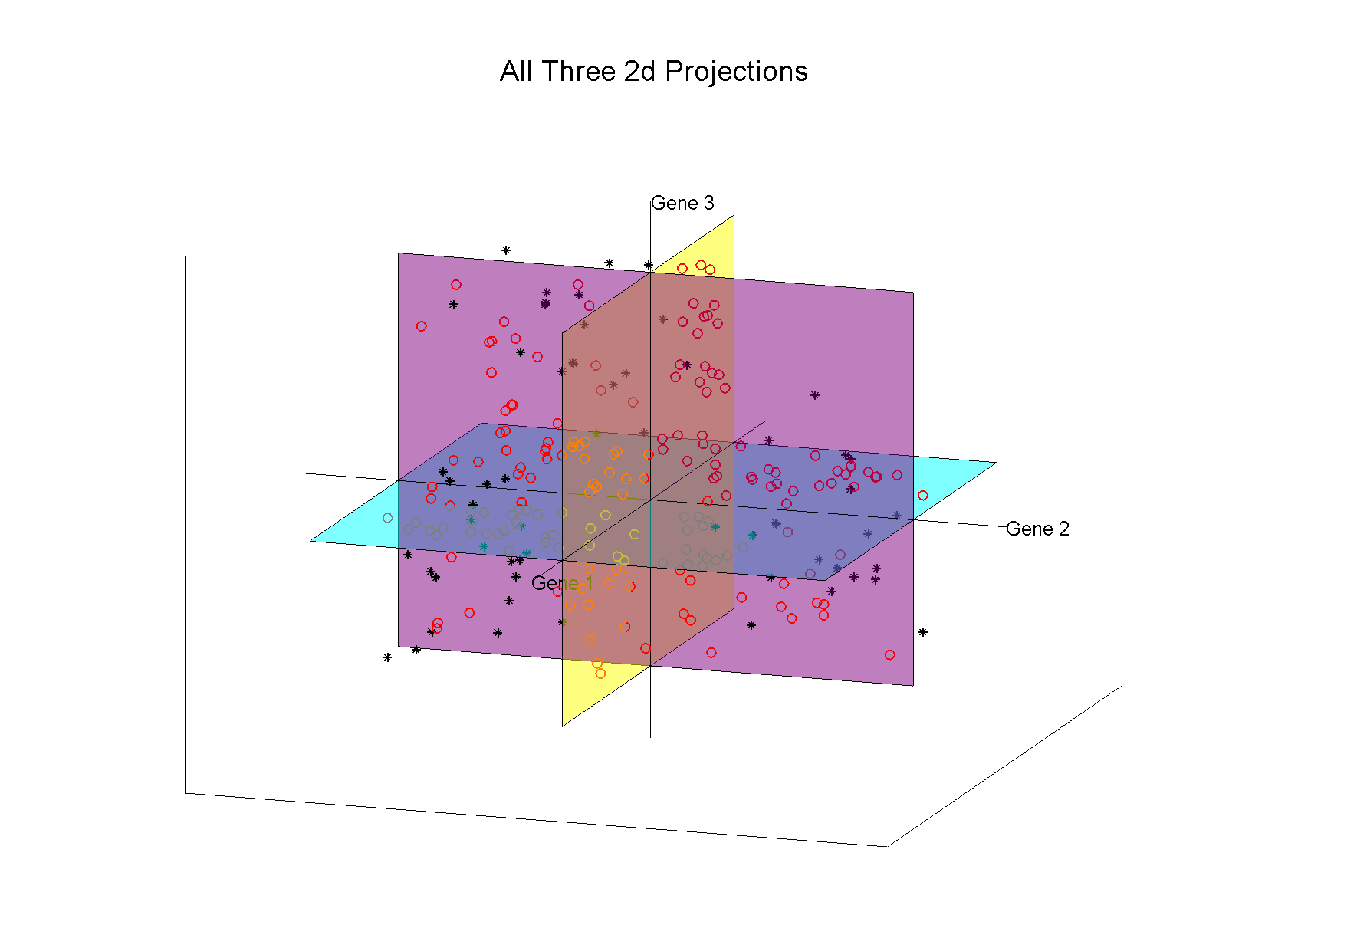 All Three 2d Projections
Gene 3
Gene 2
Gene 1